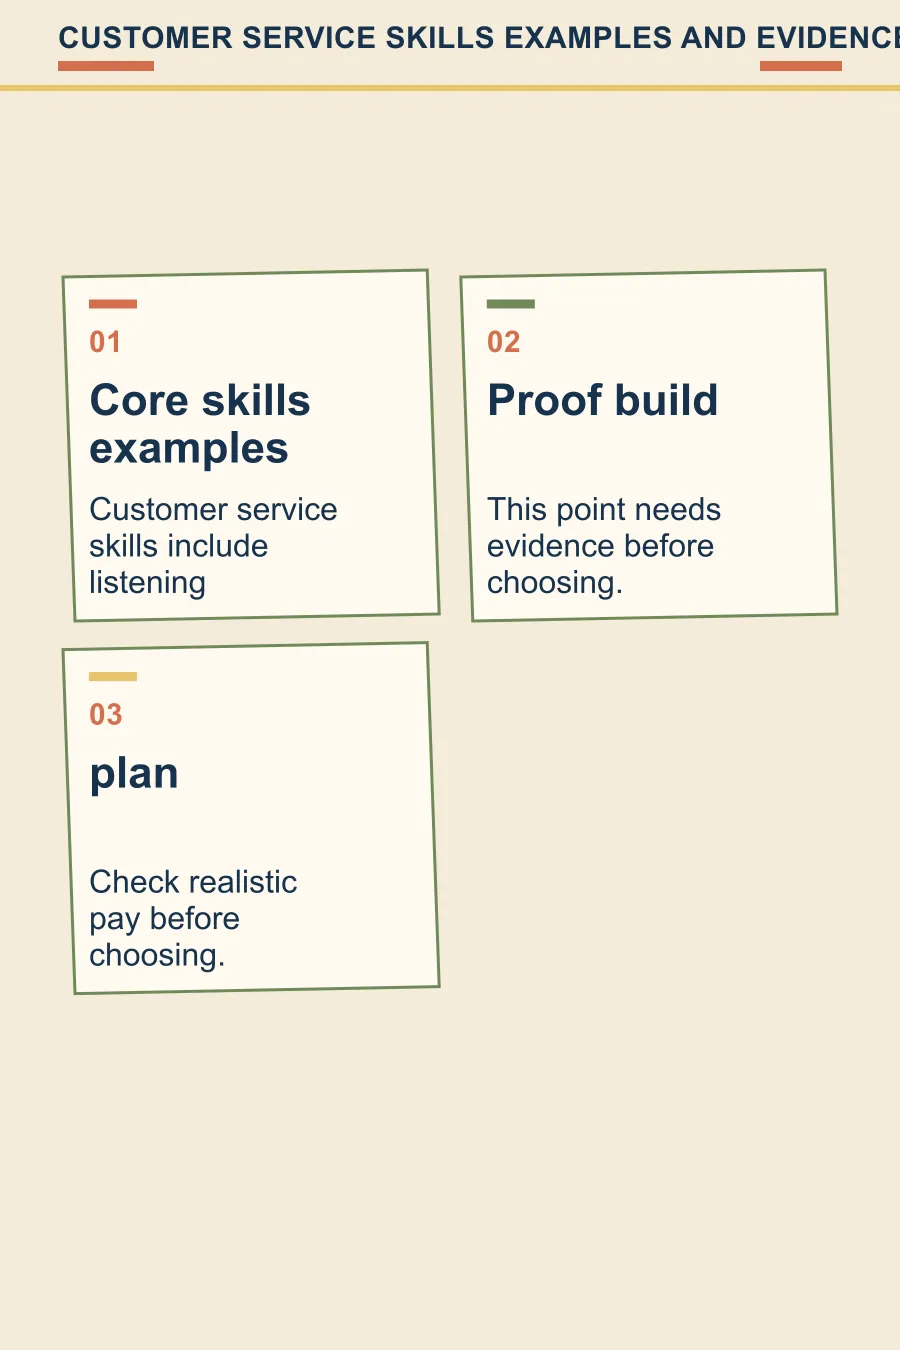 CUSTOMER SERVICE SKILLS EXAMPLES AND EVIDENCE
01
Core skills
examples
Customer service
skills include
listening
02
Proof build
This point needs
evidence before
choosing.
03
plan
Check realistic
pay before
choosing.